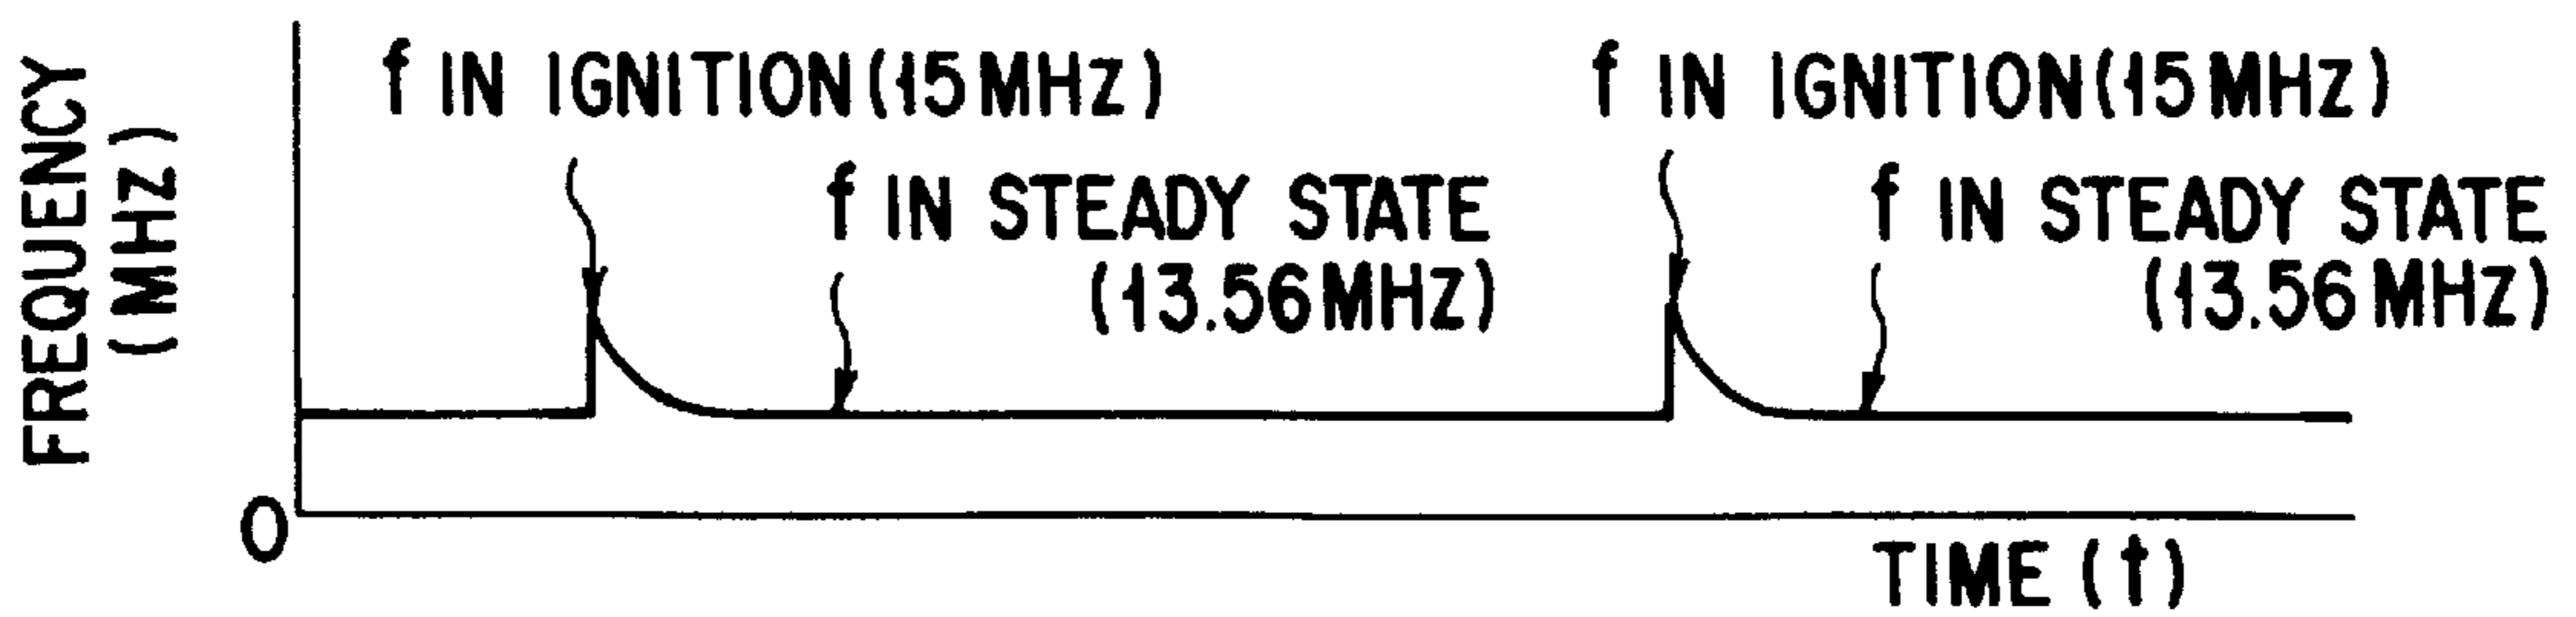 FREQUENCY
(MHZ)
f IN IGNITION(15MHZ)
f IN STEADY STATE
(13.56MHZ)
f IN IGNITION(15MHZ)
f IN STEADY STATE
(13.56MHZ)
0
TIME(t)